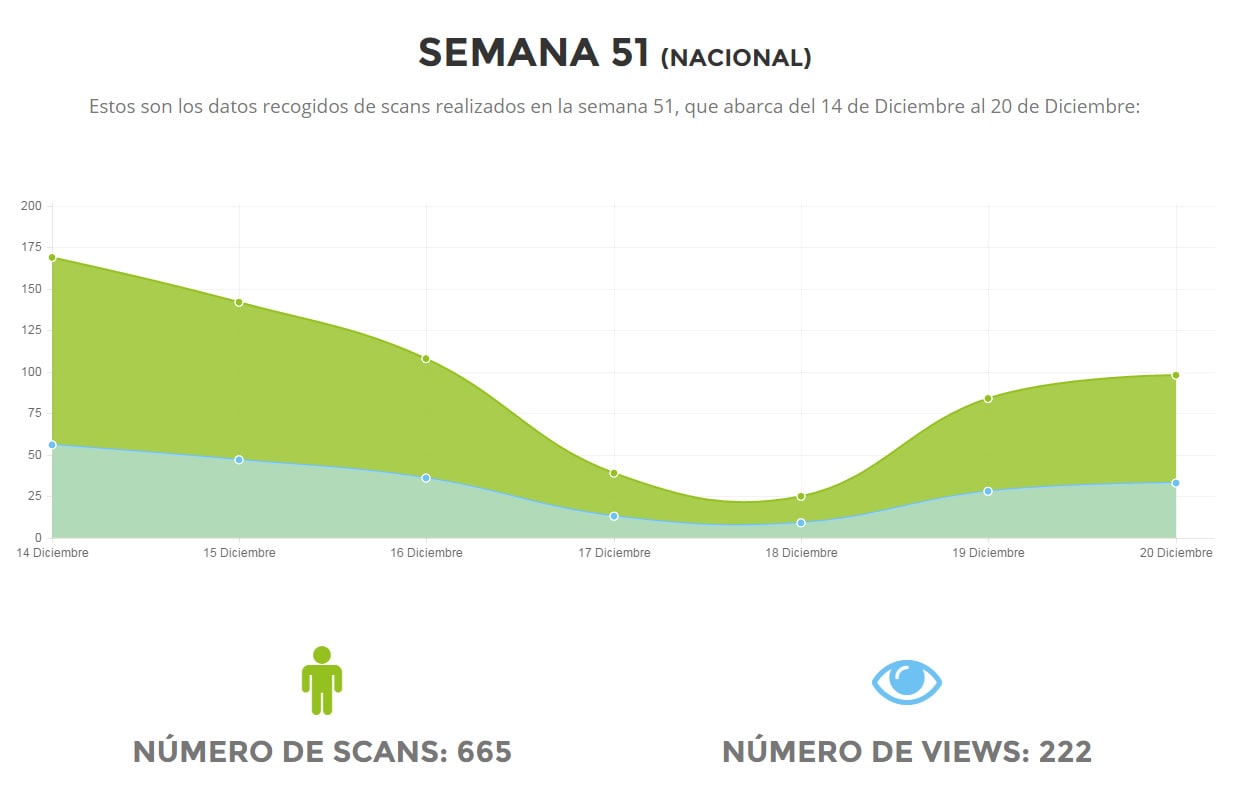 SEMANA 51 (NACIONAL)
Estos son los datos recogidos de scans realizados en la semana 51, que abarca del 14 de Diciembre al 20 de Diciembre:
200
175
150
125
100
75
50
25
0
14 Diciembre 15 Diciembre 16 Diciembre 17 Diciembre 18 Diciembre 19 Diciembre 20 Diciembre
NÚMERO DE SCANS: 665 NÚMERO DE VIEWS: 222